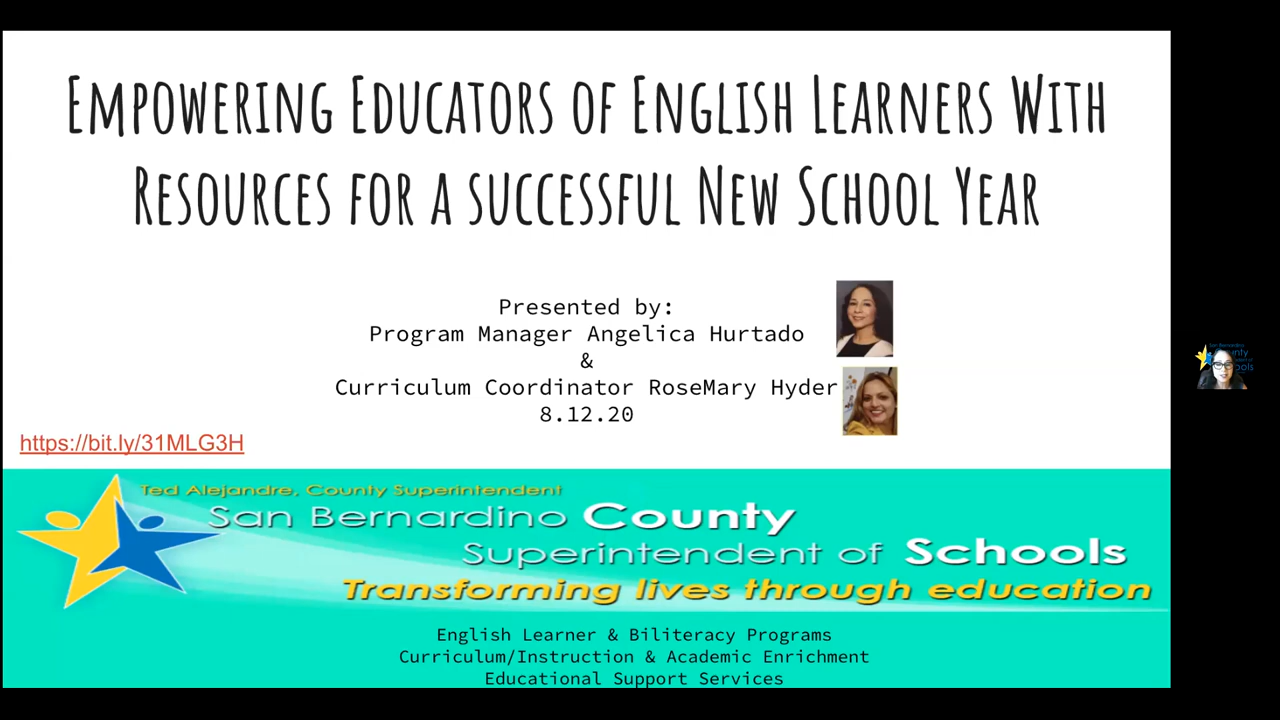 Empowering Educators of English Learners With
Resources for a successful New School Year
Presented by:
Program Manager Angelica Hurtado
&
Curriculum Coordinator RoseMary Hyder
8.12.20
https://bit.ly/31MLG3H
Ted Alejandre, County Superintendent
San Bernardino County
Superintendent of Schools
Transforming lives through education
English Learner & Biliteracy Programs
Curriculum/Instruction & Academic Enrichment
Educational Support Services